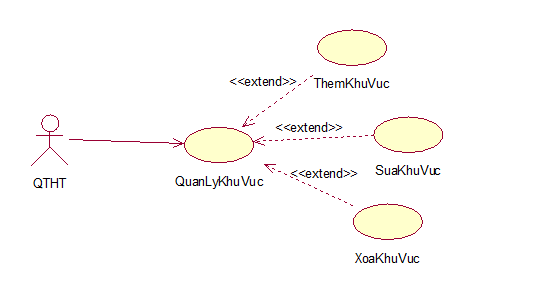 <<extend>>
ThemKhuVuc
<<extend>>
SuaKhuVuc
QTHT
QuanLyKhuVuc
<<extend>>
XoaKhuVuc